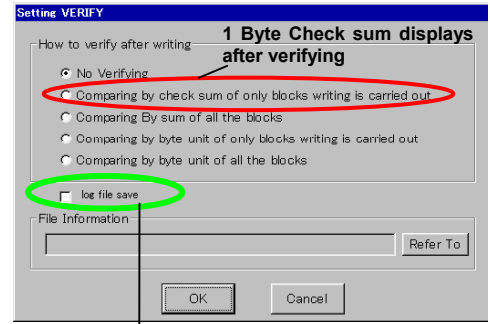 Setting VERIFY
1 Byte Check sum displays
after verifying
How to verify after writing
No Verifying
Comparing by check sum of only blocks writing is carried out
Comparing By sum of all the blocks
Comparing by byte unit of only blocks writing is carried out
Comparing by byte unit of all the blocks
log file save
File Information
Refer To
OK
Cancel